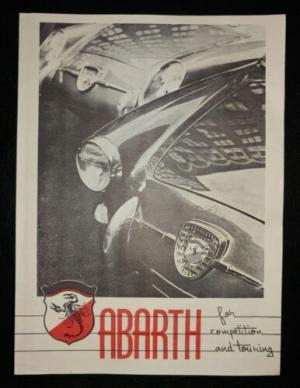 ABARTH
for
competition
and touring